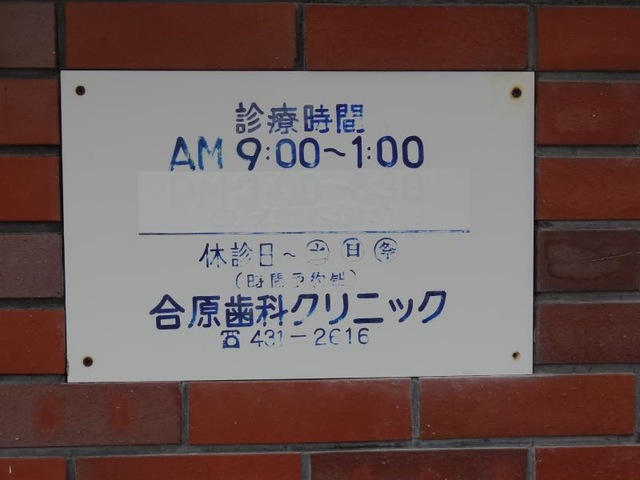 診療時間
AM 9:00～1:00
休診日～土日祭
(時間予約制)
合原歯科クリニック
☎431-2616